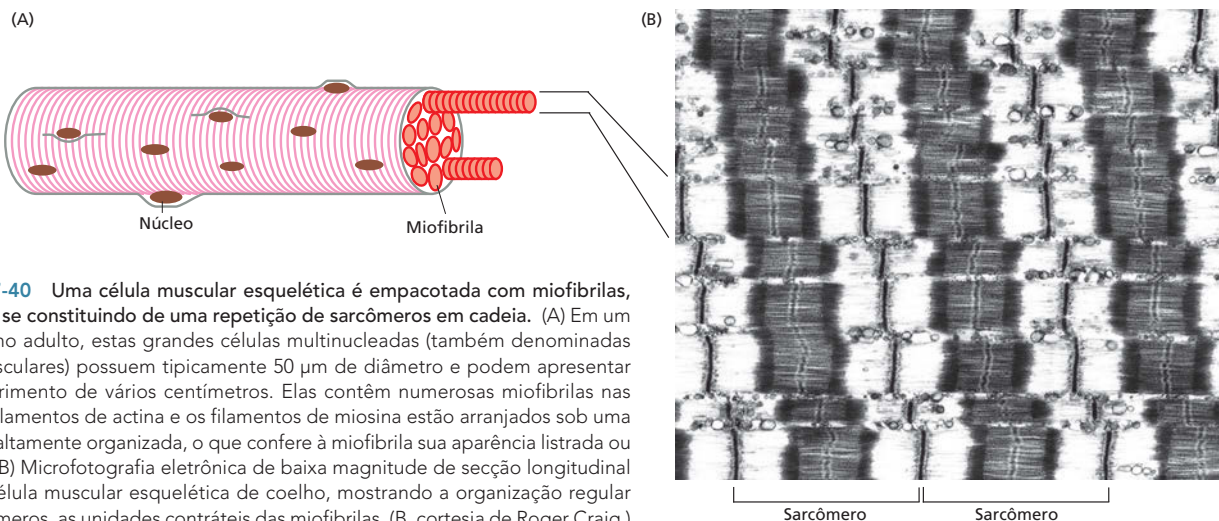 (A)
(B)
Núcleo
Miofibrila
-40 Uma célula muscular esquelética é empacotada com miofibrilas,
se constituindo de uma repetição de sarcômeros em cadeia. (A) Em um
adulto, estas grandes células multinucleadas (também denominadas
possuem tipicamente 50 µm de diâmetro e podem apresentar
de vários centímetros. Elas contêm numerosas miofibrilas nas
filamentos de actina e os filamentos de miosina estão arranjados sob uma
altamente organizada, o que confere à miofibrila sua aparência listrada ou
(B) Microfotografia eletrônica de baixa magnitude de secção longitudinal
célula muscular esquelética de coelho, mostrando a organização regular
as unidades contráteis das miofibrilas. (B, cortesia de Roger Craig.)
Sarcômero
Sarcômero